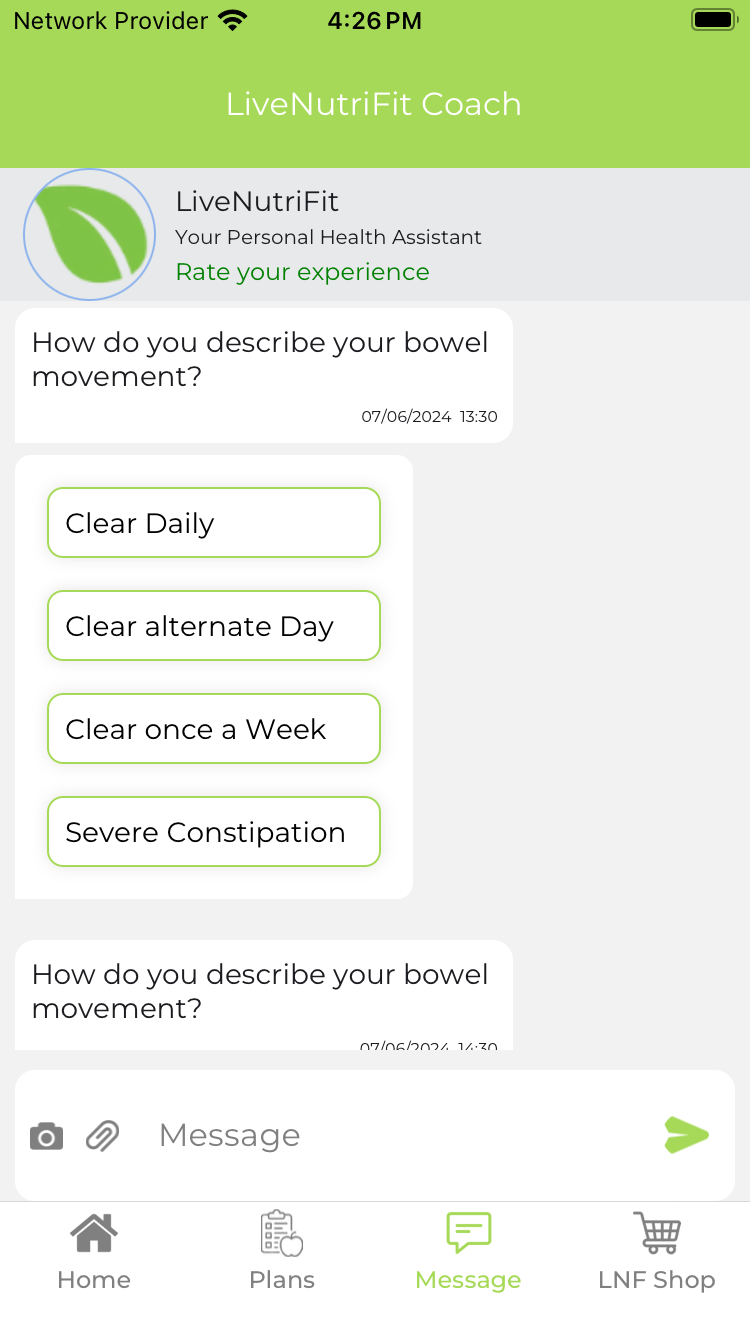 Network Provider 4:26 PM
LiveNutriFit Coach
LiveNutriFit
Your Personal Health Assistant
Rate your experience
How do you describe your bowel
movement?
07/06/2024 13:30
Clear Daily
Clear alternate Day
Clear once a Week
Severe Constipation
How do you describe your bowel
movement?
07/06/2024 14:30
Message
Home Plans Message LNF Shop